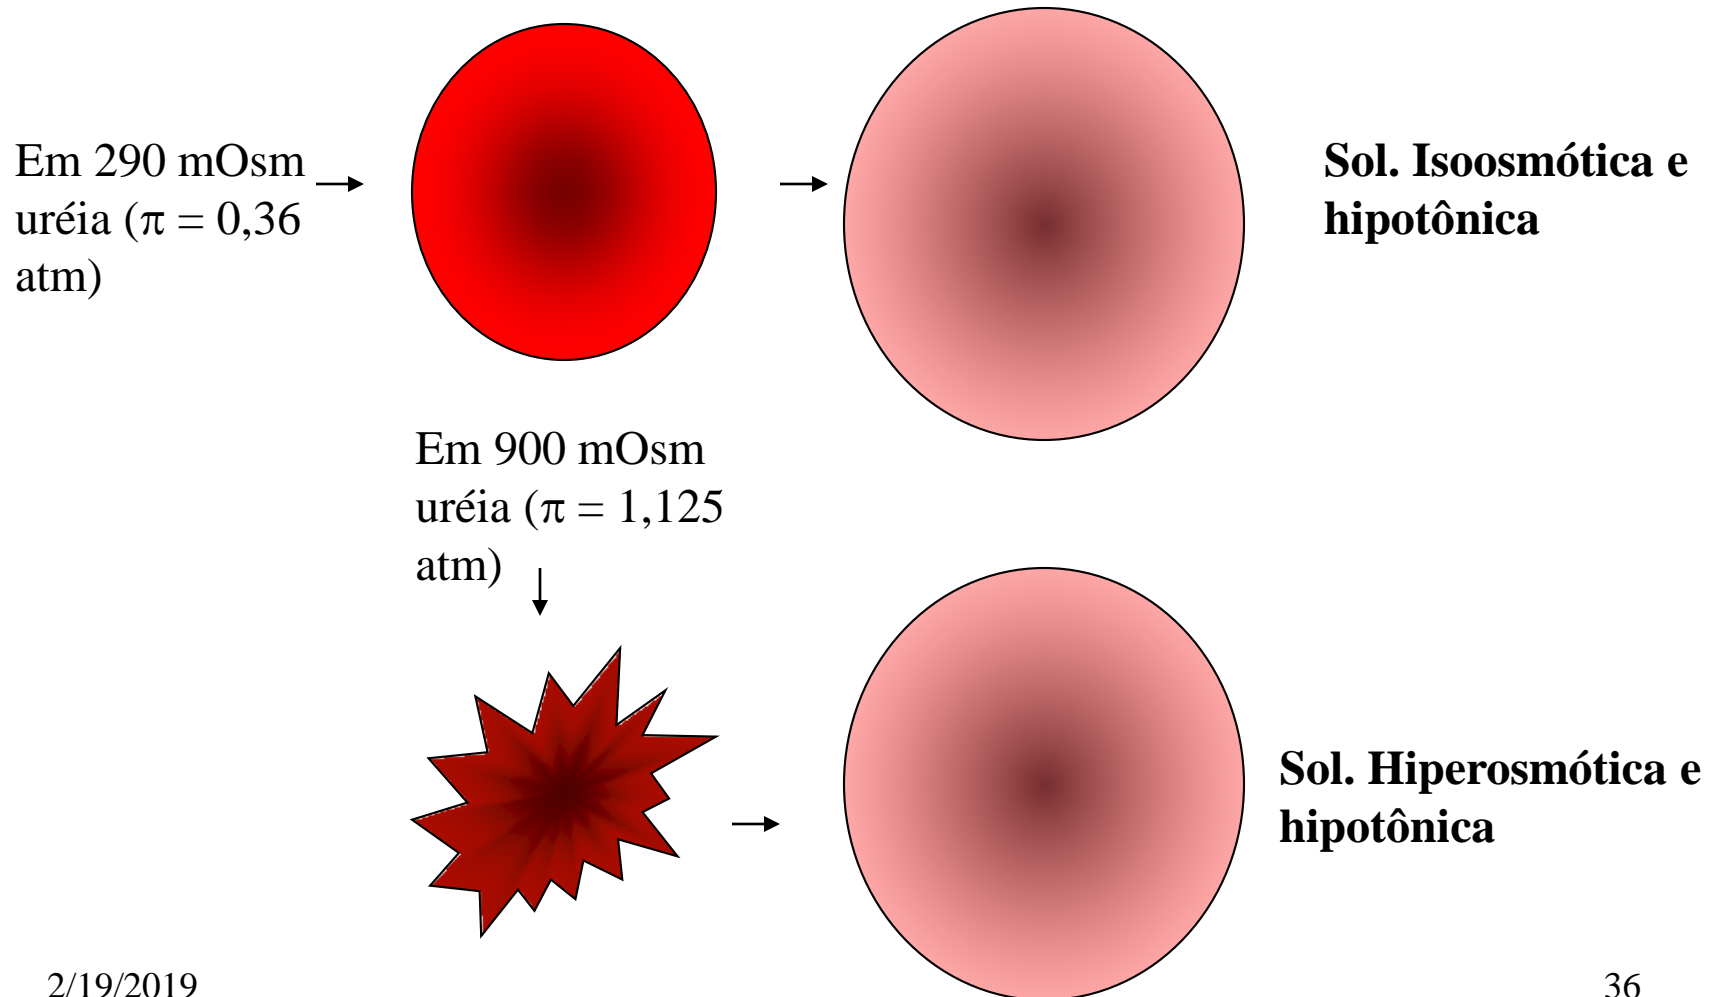 Em 290 mOsm
uréia (π = 0,36
atm)
Sol. Isoosmótica e
hipotônica
Em 900 mOsm
uréia (π = 1,125
atm)
Sol. Hiperosmótica e
hipotônica
2/19/2019
36